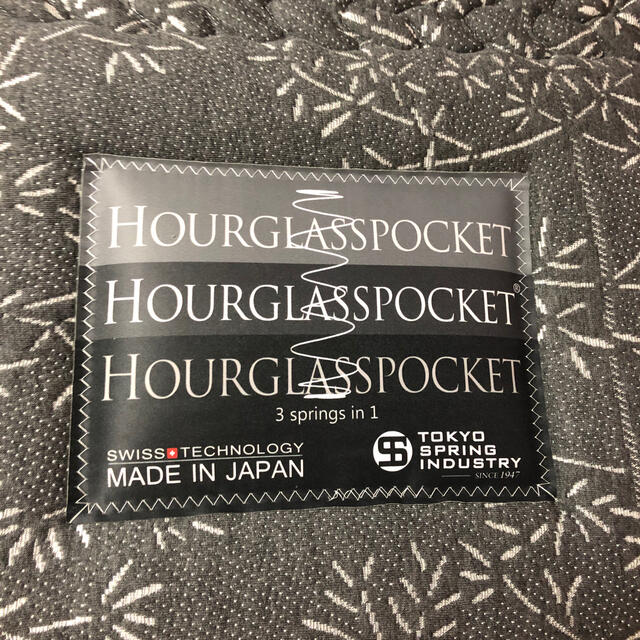 HOURGLASSPOCKET
HOURGLASSPOCKET®
HOURGLASSPOCKET
3 springs in 1
SWISS TECHNOLOGY
MADE IN JAPAN
S
TOKYO
SPRING
INDUSTRY
SINCE 1947